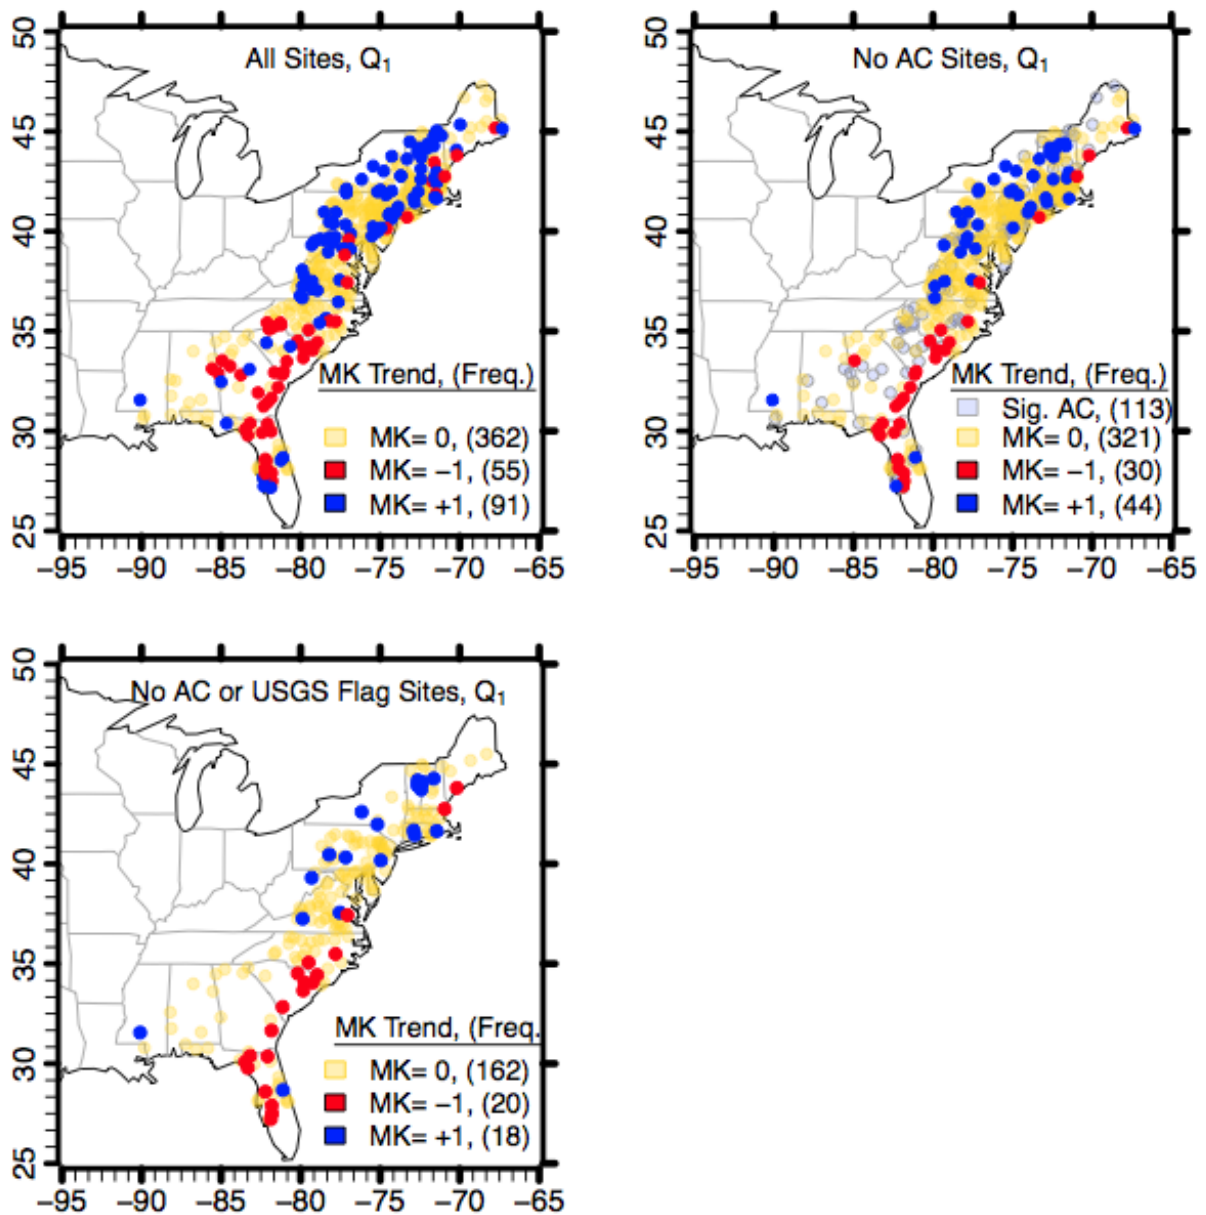 All Sites, Q1
50
45
40
35
30
25
MK Trend, (Freq.)
MK= 0, (362)
MK= −1, (55)
MK= +1, (91)
−95 −90 −85 −80 −75 −70 −65
No AC Sites, Q1
50
45
40
35
30
25
MK Trend, (Freq.)
Sig. AC, (113)
MK= 0, (321)
MK= −1, (30)
MK= +1, (44)
−95 −90 −85 −80 −75 −70 −65
No AC or USGS Flag Sites, Q1
50
45
40
35
30
25
MK Trend, (Freq.
MK= 0, (162)
MK= −1, (20)
MK= +1, (18)
−95 −90 −85 −80 −75 −70 −65